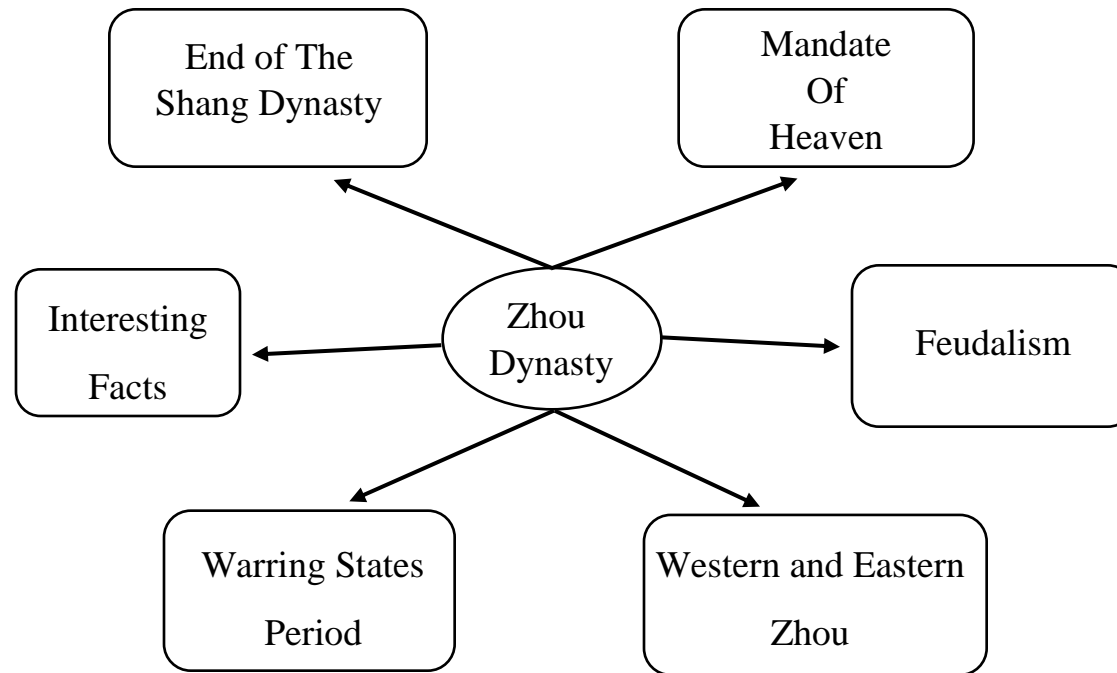 End of The
Shang Dynasty
Mandate
Of
Heaven
Interesting
Facts
Zhou
Dynasty
Feudalism
Warring States
Period
Western and Eastern
Zhou